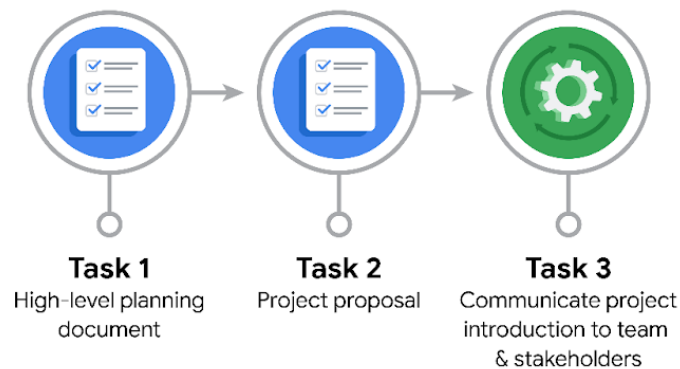 Task 1
High-level planning
document
Task 2
Project proposal
Task 3
Communicate project
introduction to team
& stakeholders